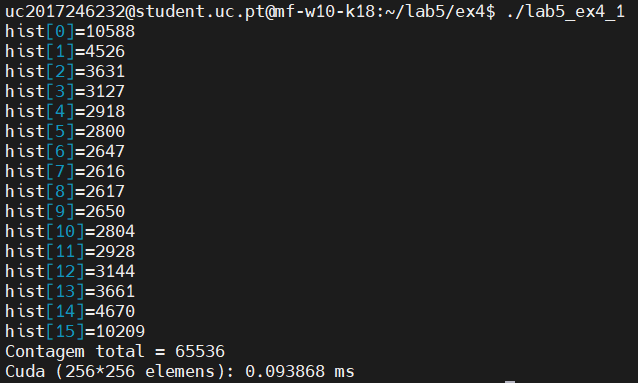 uc2017246232@student.uc.pt@mf-w10-k18:~/lab5/ex4$ ./lab5_ex4_1
hist[0]=10588
hist[1]=4526
hist[2]=3631
hist[3]=3127
hist[4]=2918
hist[5]=2800
hist[6]=2647
hist[7]=2616
hist[8]=2617
hist[9]=2650
hist[10]=2804
hist[11]=2928
hist[12]=3144
hist[13]=3661
hist[14]=4670
hist[15]=10209
Contagem total = 65536
Cuda (256*256 elemens): 0.093868 ms